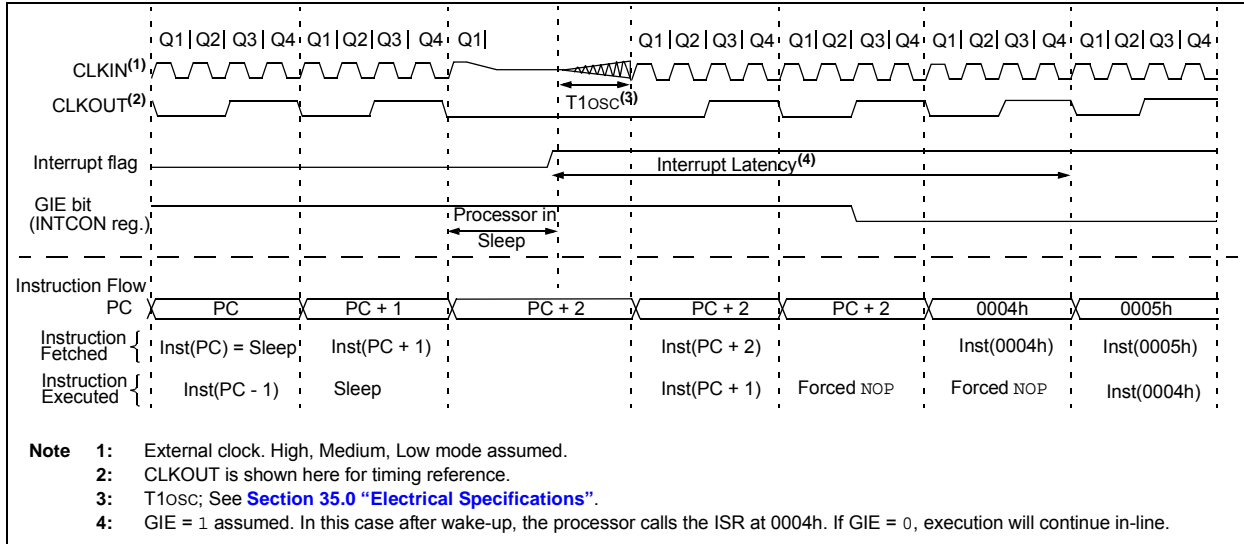 Q1| Q2| Q3| Q4 Q1| Q2| Q3| Q4 Q1| Q1| Q2| Q3| Q4 Q1| Q2| Q3| Q4 Q1| Q2| Q3| Q4 Q1| Q2| Q3| Q4
CLKIN(1)
T1OSC(3)
CLKOUT(2)
Interrupt flag
Interrupt Latency(4)
GIE bit
(INTCON reg.)
Processor in
Sleep
Instruction Flow
PC PC PC + 1 PC + 2 PC + 2 PC + 2 0004h 0005h
Instruction
Fetched
Inst(PC) = Sleep Inst(PC + 1) Inst(PC + 2) Inst(0004h) Inst(0005h)
Instruction
Executed
Inst(PC - 1) Sleep Inst(PC + 1) Forced NOP Forced NOP Inst(0004h)
Note 1: External clock. High, Medium, Low mode assumed.
2: CLKOUT is shown here for timing reference.
3: T1OSC; See Section 35.0 “Electrical Specifications”.
4: GIE = 1 assumed. In this case after wake-up, the processor calls the ISR at 0004h. If GIE = 0, execution will continue in-line.